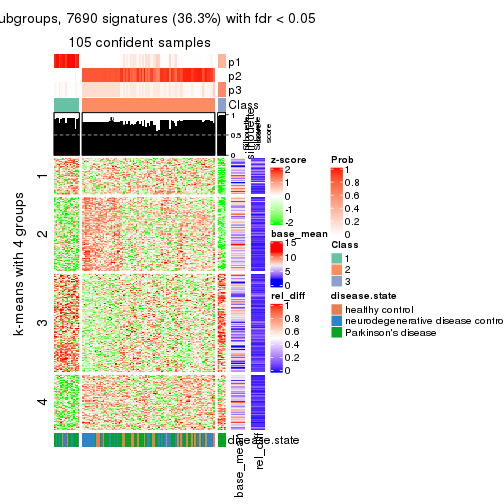 ubgroups, 7690 signatures (36.3%) with fdr < 0.05
105 confident samples
p1
p2
p3
Class
1
0.5
0
silhouette
score
k-means with 4 groups
1
2
3
4
z-score
2
1
0
-1
-2
base_mean
15
10
5
0
rel_diff
1
0.8
0.6
0.4
0.2
0
Prob
1
0.8
0.6
0.4
0.2
0
Class
1
2
3
disease.state
healthy control
neurodegenerative disease contro
Parkinson's disease
disease.state
base_mean
rel_diff